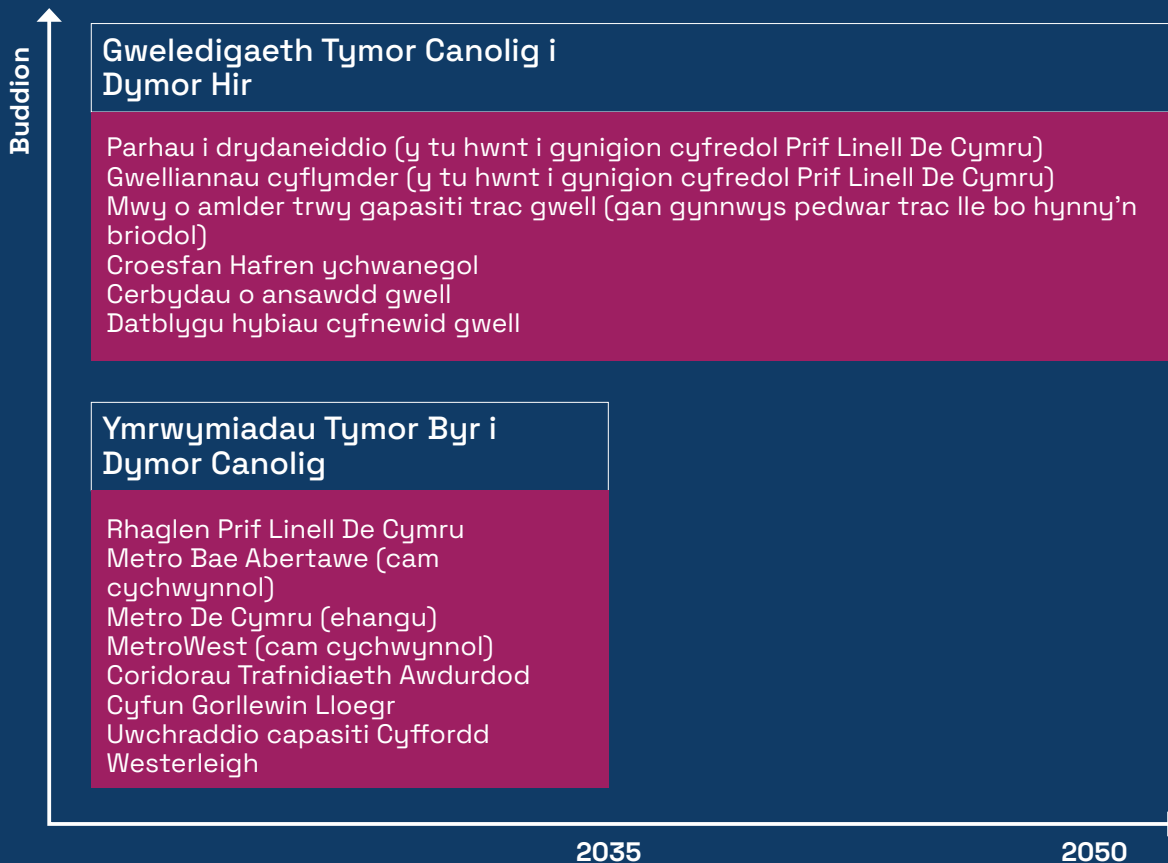 Buddion
Gweledigaeth Tymor Canolig i
Dymor Hir
Parhau i drydaneiddio (y tu hwnt i gynigion cyfredol Prif Linell De Cymru)
Gwelliannau cyflymder (y tu hwnt i gynigion cyfredol Prif Linell De Cymru)
Mwy o amlder trwy gapasiti trac gwell (gan gynnwys pedwar trac lle bo hynny’n
briodol)
Croesfan Hafren ychwanegol
Cerbydau o ansawdd gwell
Datblygu hybiau cyfnewid gwell
Ymrwymiadau Tymor Byr i
Dymor Canolig
Rhaglen Prif Linell De Cymru
Metro Bae Abertawe (cam
cychwynnol)
Metro De Cymru (ehangu)
MetroWest (cam cychwynnol)
Coridorau Trafnidiaeth Awdurdod
Cyfun Gorllewin Lloegr
Uwchraddio capasiti Cyffordd
Westerleigh
2035
2050